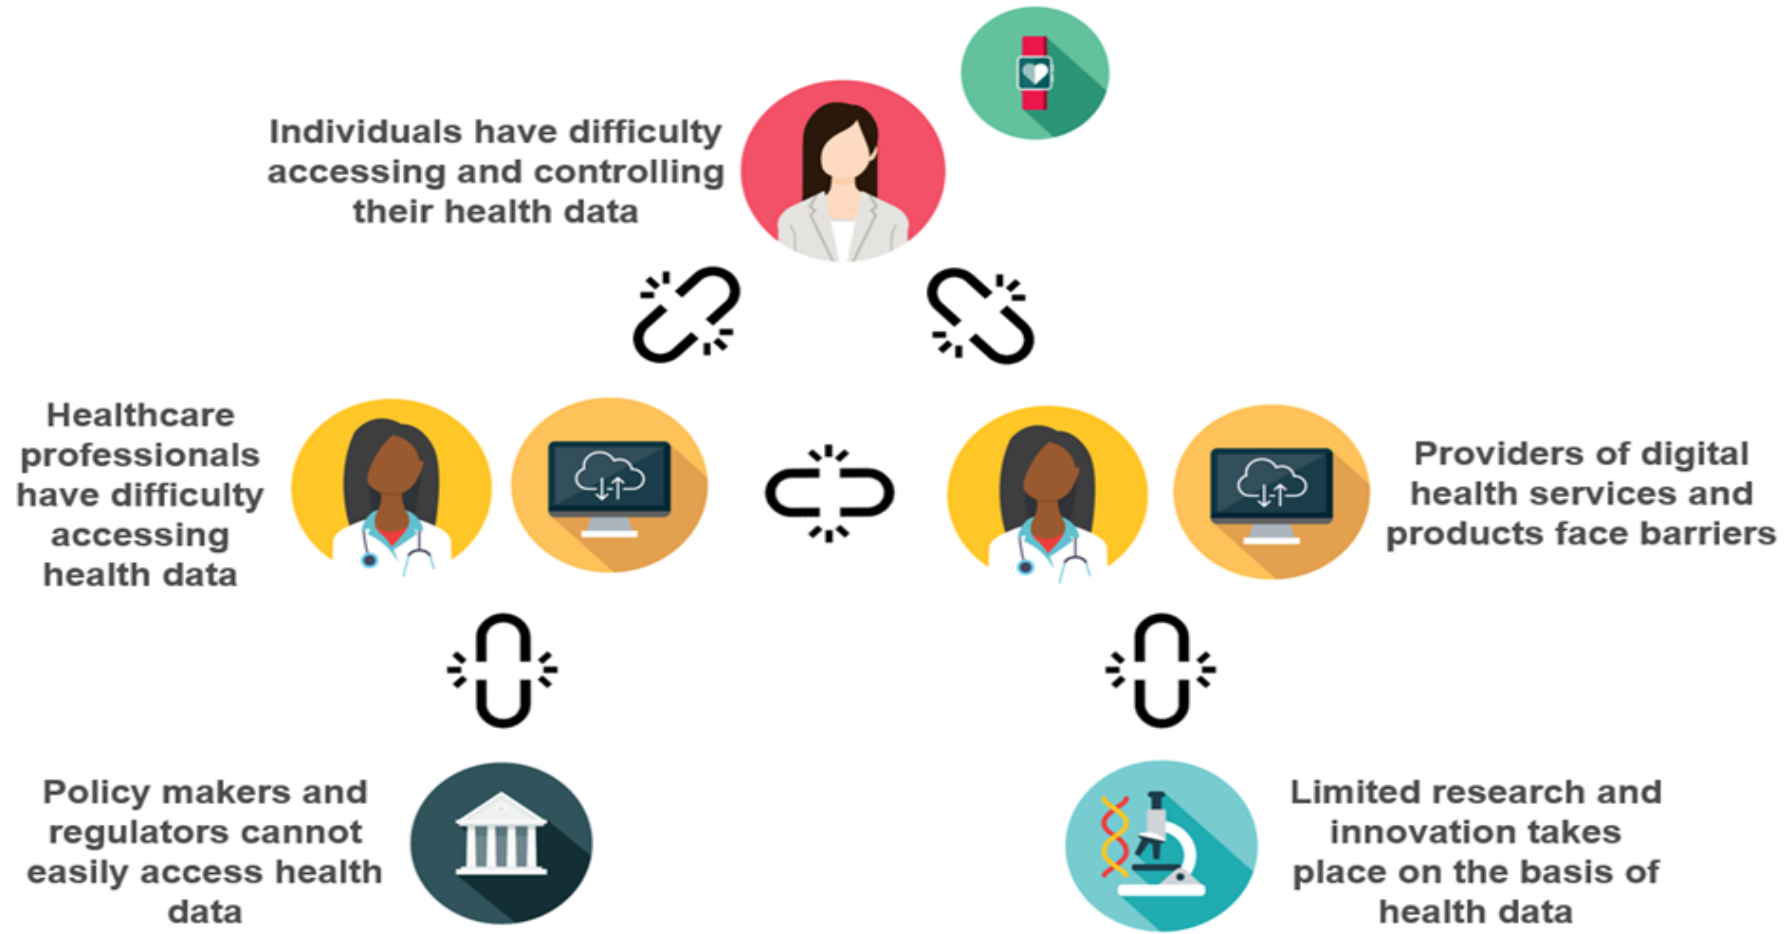 Individuals have difficulty
accessing and controlling
their health data
Healthcare
professionals
have difficulty
accessing
health data
Providers of digital
health services and
products face barriers
Policy makers and
regulators cannot
easily access health
data
Limited research and
innovation takes
place on the basis of
health data